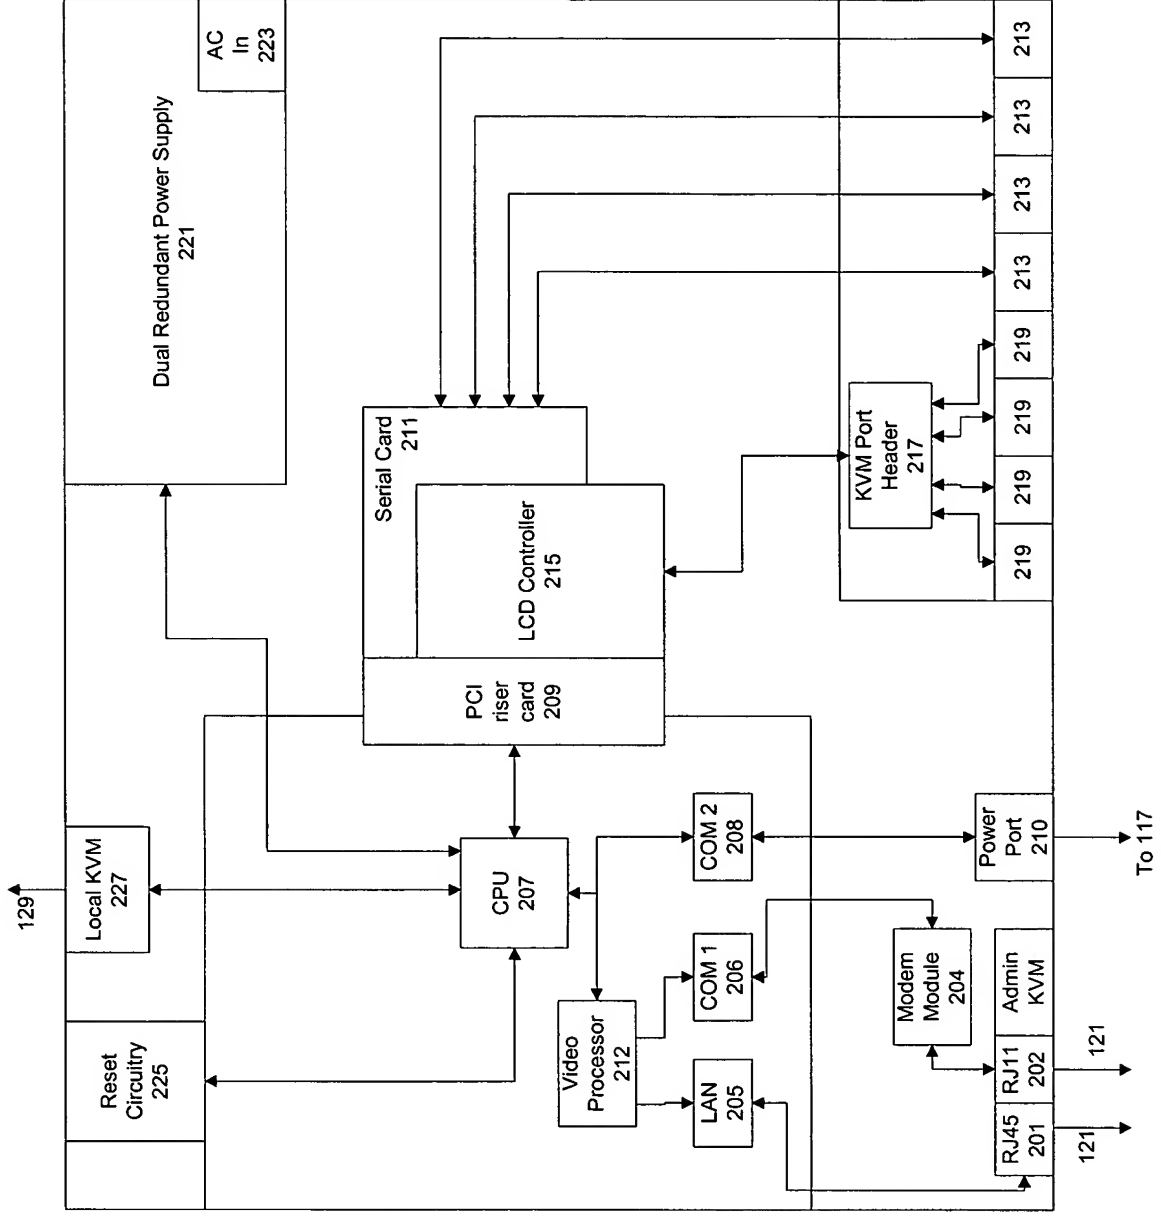 AC
In
223
Dual Redundant Power Supply
221
213
213
213
213
219
219
219
219
Serial Card
211
LCD Controller
215
KVM Port
Header
217
PCI
riser
card
209
129
Local KVM
227
CPU
207
COM 2
208
Power
Port
210
To 117
Reset
Circuitry
225
Video
Processor
212
COM 1
206
LAN
205
Modem
Module
204
Admin
KVM
RJ11
202
RJ45
201
121
121